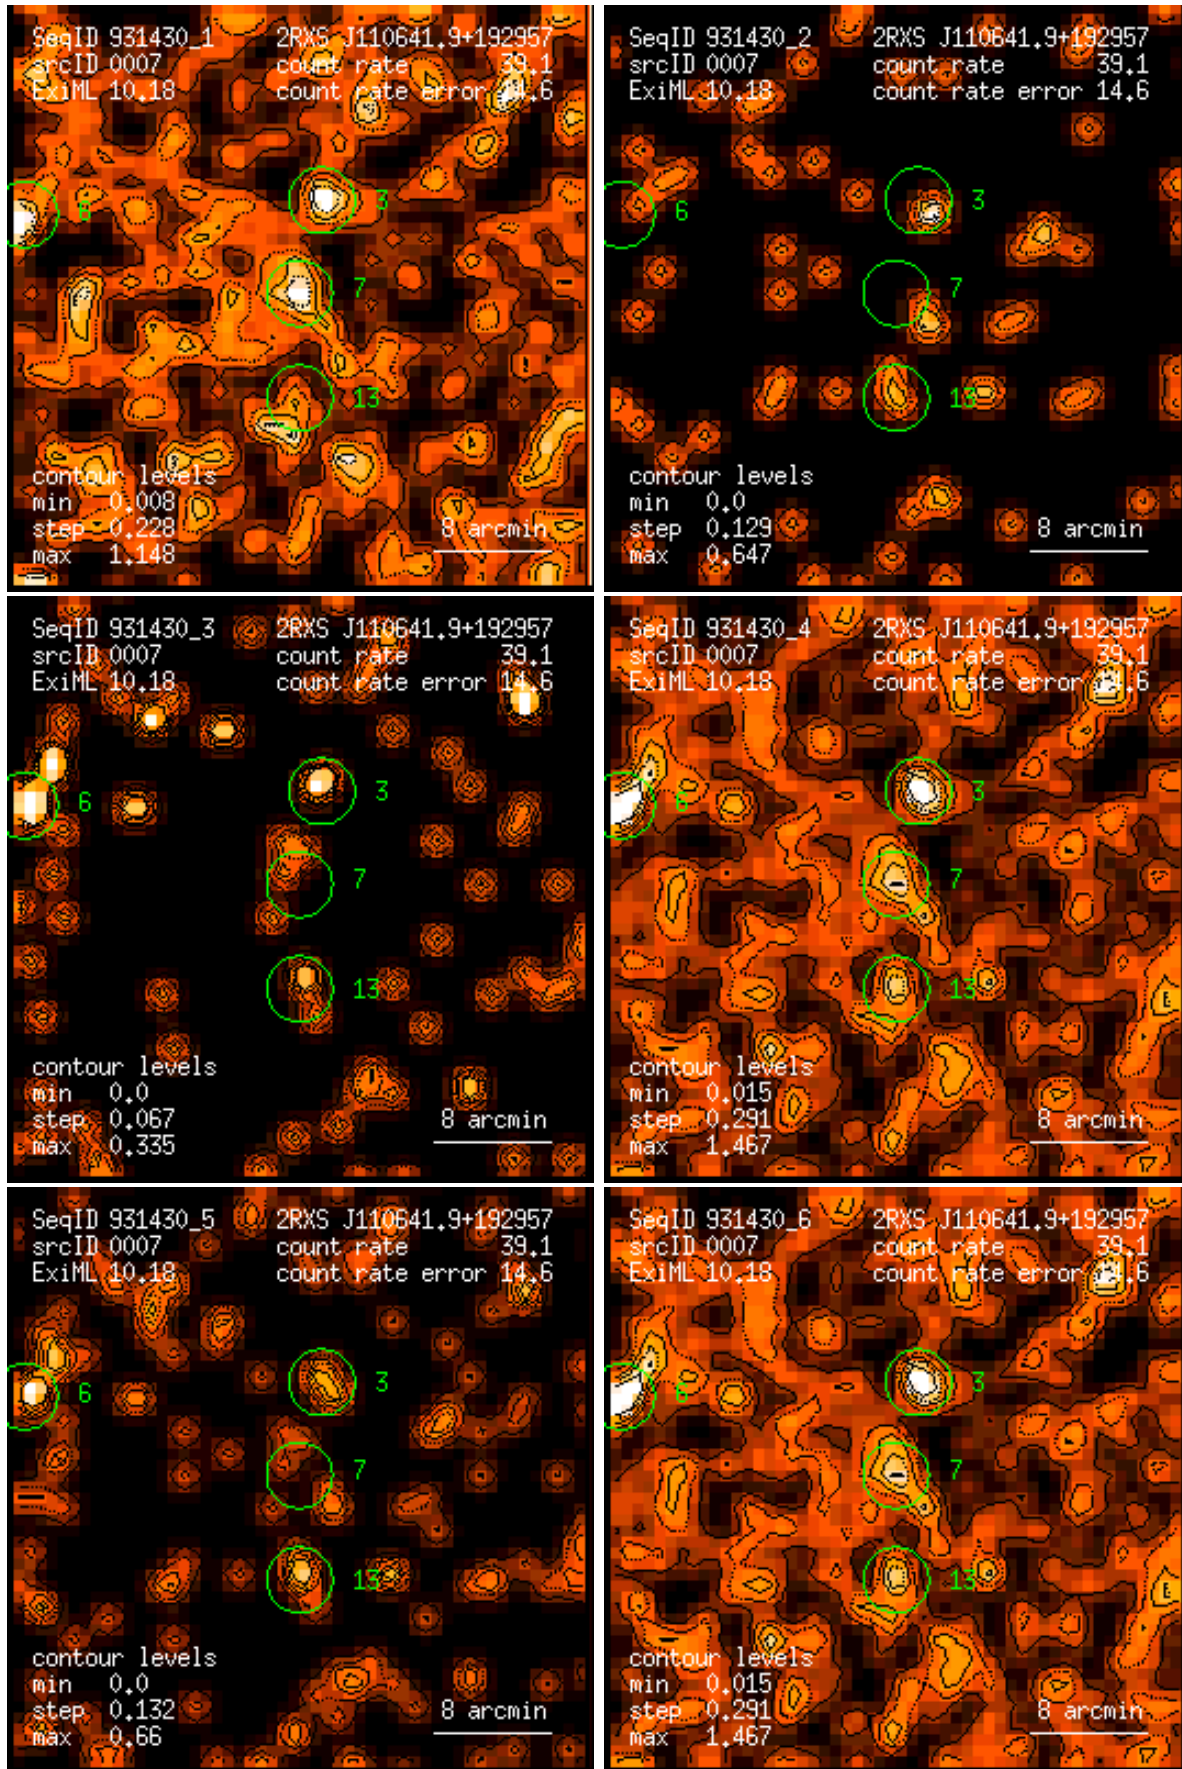 SeqID 931430_1 2RXS J110641.9+192957
srcID 0007 count rate 39.1
ExiML 10.18 count rate error 14.6
6
3
7
13
contour levels
min 0.008
step 0.228 8 arcmin
max 1.148
SeqID 931430_2 2RXS J110641.9+192957
srcID 0007 count rate 39.1
ExiML 10.18 count rate error 14.6
6
3
7
13
contour levels
min 0.0
step 0.129 8 arcmin
max 0.647
SeqID 931430_3 2RXS J110641.9+192957
srcID 0007 count rate 39.1
ExiML 10.18 count rate error 14.6
6
3
7
13
contour levels
min 0.0
step 0.067 8 arcmin
max 0.335
SeqID 931430_4 2RXS J110641.9+192957
srcID 0007 count rate 39.1
ExiML 10.18 count rate error 14.6
6
3
7
13
contour levels
min 0.015
step 0.291 8 arcmin
max 1.467
SeqID 931430_5 2RXS J110641.9+192957
srcID 0007 count rate 39.1
ExiML 10.18 count rate error 14.6
6
3
7
13
contour levels
min 0.0
step 0.132 8 arcmin
max 0.66
SeqID 931430_6 2RXS J110641.9+192957
srcID 0007 count rate 39.1
ExiML 10.18 count rate error 14.6
6
3
7
13
contour levels
min 0.015
step 0.291 8 arcmin
max 1.467